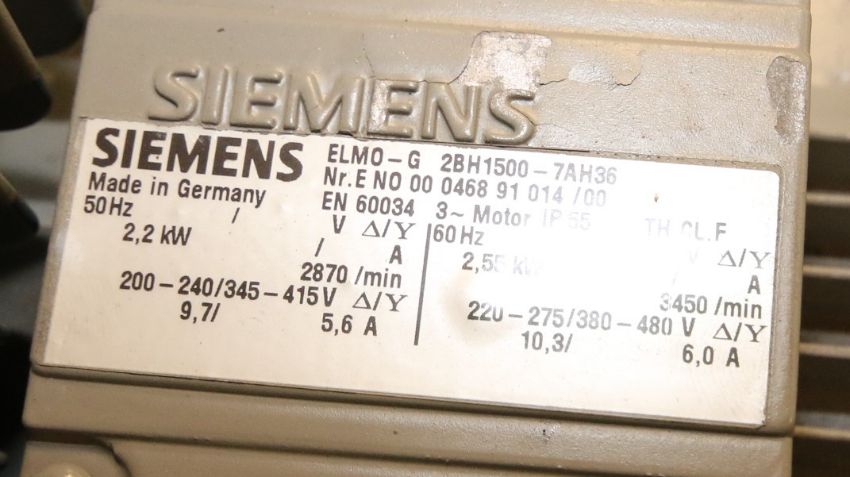 SIEMENS
SIEMENS
ELMO-G 2BH1500-7AH36
Nr.E NO 00 0468 91 014 /00
Made in Germany
EN 60034 3~ Motor IP 55 TH.CL.F
50Hz / V Δ/Y
2,2 kW / A
2870 /min
200-240/345-415 V Δ/Y
9,7/ 5,6 A
60 Hz V Δ/Y
2,55 kW / A
3450 /min
220-275/380-480 V Δ/Y
10,3/ 6,0 A